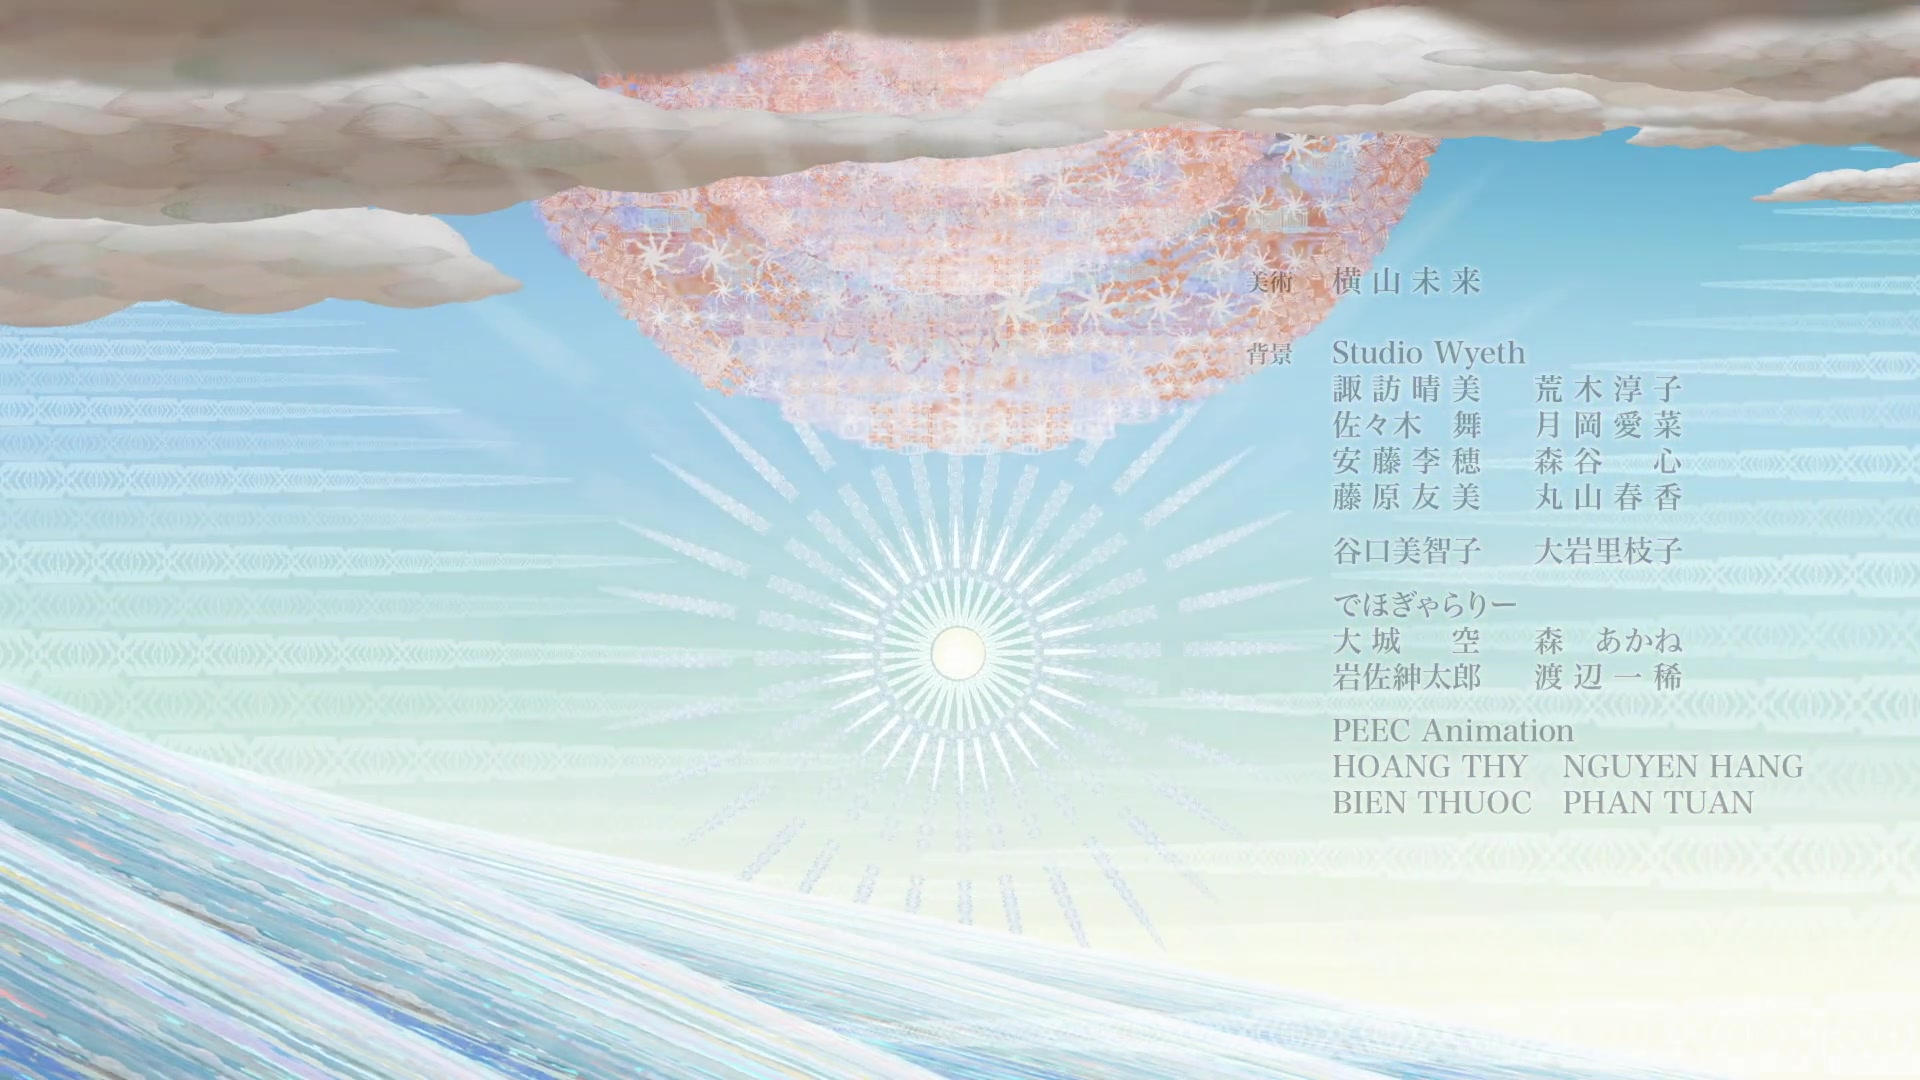 美術 横山未来
背景 Studio Wyeth
諏訪晴美 荒木淳子
佐々木 舞 月岡愛菜
安藤李穂 森谷 心
藤原友美 丸山春香
谷口美智子 大岩里枝子
でほぎゃらりー
大城 空 森 あかね
岩佐紳太郎 渡辺一稀
PEEC Animation
HOANG THY NGUYEN HANG
BIEN THUOC PHAN TUAN